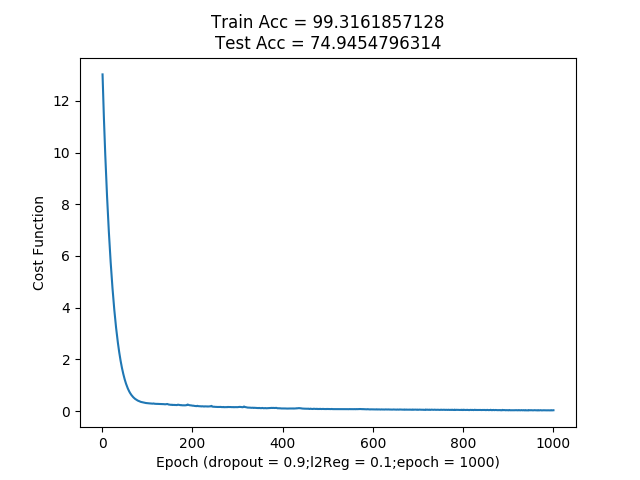 Train Acc = 99.3161857128
Test Acc = 74.9454796314
12
10
8
6
4
2
0
Cost Function
0 200 400 600 800 1000
Epoch (dropout = 0.9;l2Reg = 0.1;epoch = 1000)